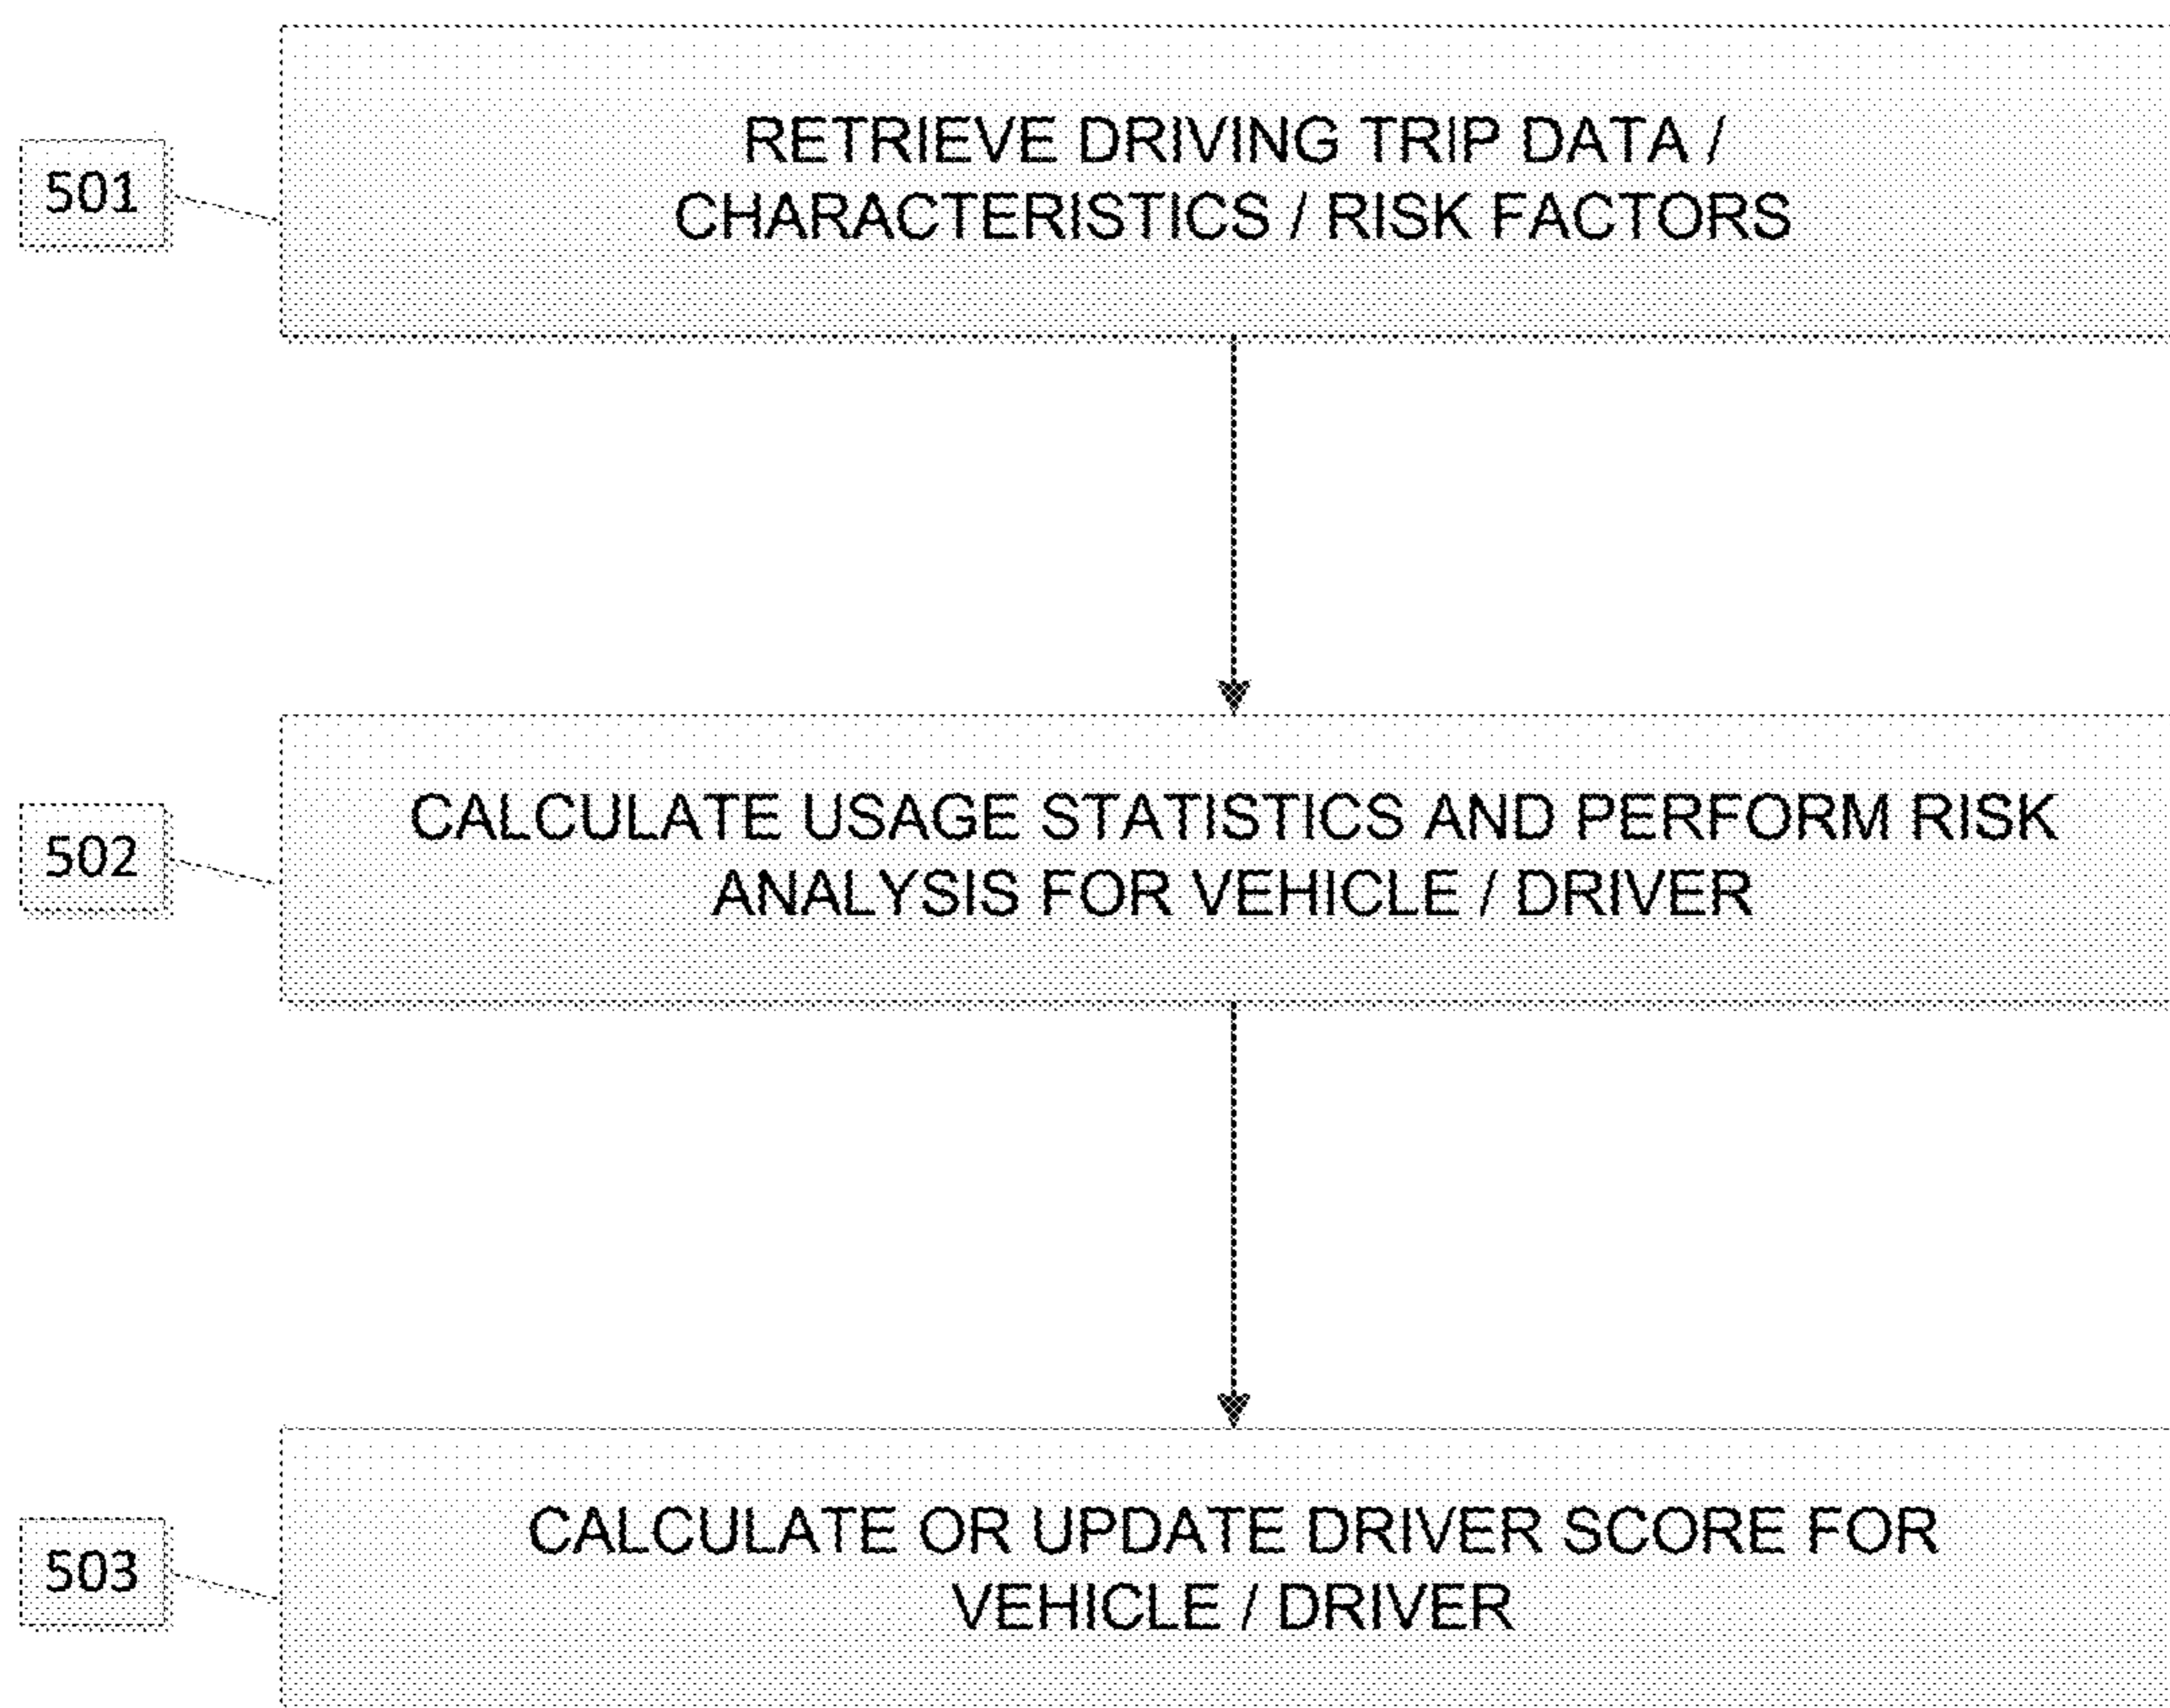 501
RETRIEVE DRIVING TRIP DATA /
CHARACTERISTICS / RISK FACTORS
502
CALCULATE USAGE STATISTICS AND PERFORM RISK
ANALYSIS FOR VEHICLE / DRIVER
503
CALCULATE OR UPDATE DRIVER SCORE FOR
VEHICLE / DRIVER